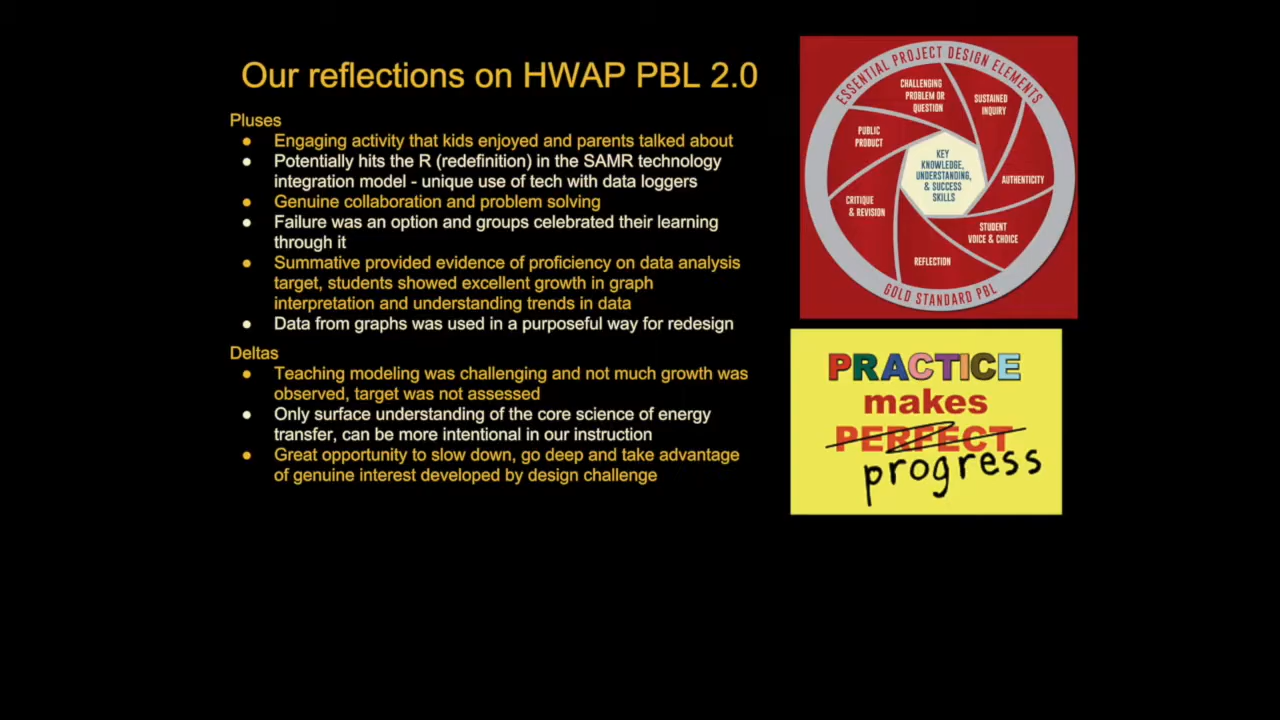 Our reflections on HWAP PBL 2.0
Pluses
● Engaging activity that kids enjoyed and parents talked about
● Potentially hits the R (redefinition) in the SAMR technology
integration model - unique use of tech with data loggers
● Genuine collaboration and problem solving
● Failure was an option and groups celebrated their learning
through it
● Summative provided evidence of proficiency on data analysis
target, students showed excellent growth in graph
interpretation and understanding trends in data
● Data from graphs was used in a purposeful way for redesign
Deltas
● Teaching modeling was challenging and not much growth was
observed, target was not assessed
● Only surface understanding of the core science of energy
transfer, can be more intentional in our instruction
● Great opportunity to slow down, go deep and take advantage
of genuine interest developed by design challenge
ESSENTIAL PROJECT DESIGN ELEMENTS
CHALLENGING
PROBLEM OR
QUESTION
SUSTAINED
INQUIRY
AUTHENTICITY
STUDENT
VOICE & CHOICE
REFLECTION
CRITIQUE
& REVISION
PUBLIC
PRODUCT
KEY
KNOWLEDGE,
UNDERSTANDING,
& SUCCESS
SKILLS
GOLD STANDARD PBL
PRACTICE
makes
PERFECT
progress